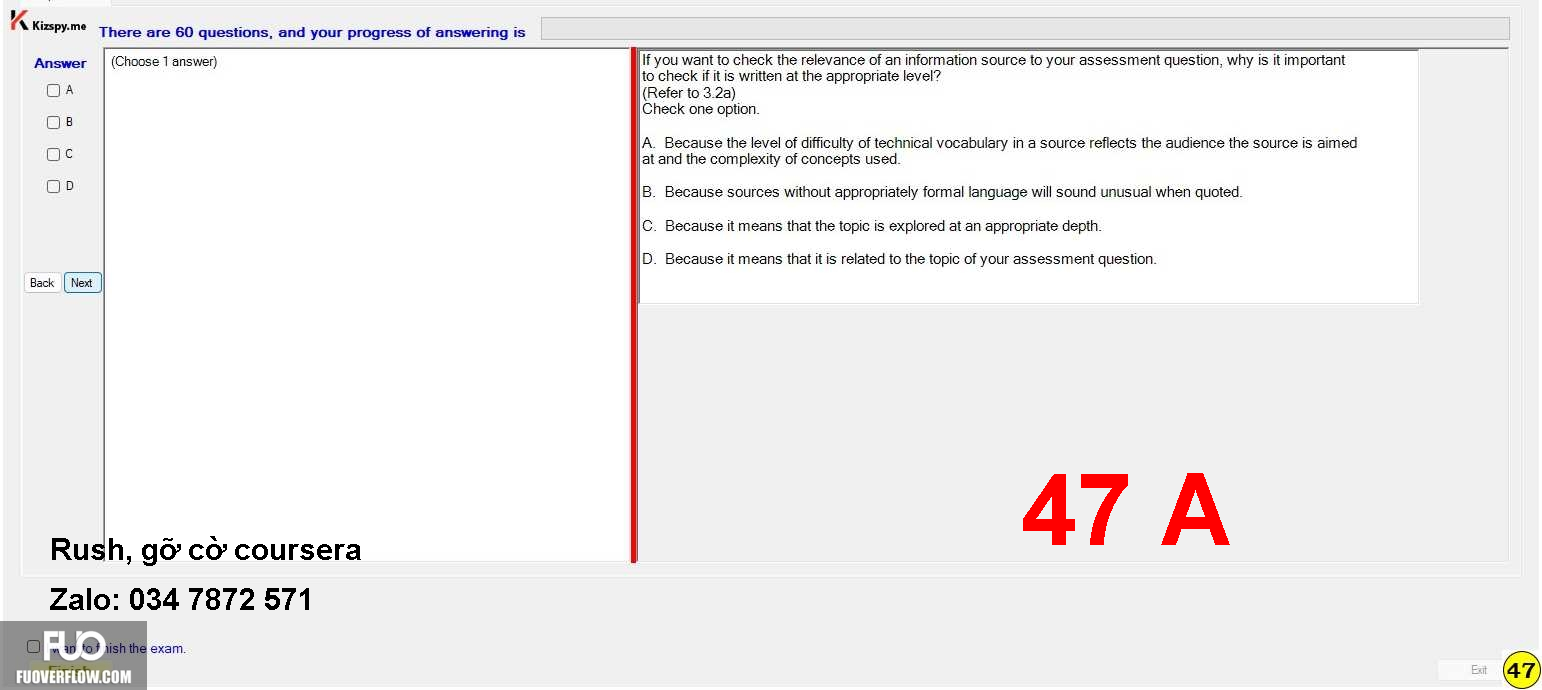 Kizspy.me
There are 60 questions, and your progress of answering is
Answer
(Choose 1 answer)
A
B
C
D
Back
Next
If you want to check the relevance of an information source to your assessment question, why is it important
to check if it is written at the appropriate level?
(Refer to 3.2a)
Check one option.
A. Because the level of difficulty of technical vocabulary in a source reflects the audience the source is aimed
at and the complexity of concepts used.
B. Because sources without appropriately formal language will sound unusual when quoted.
C. Because it means that the topic is explored at an appropriate depth.
D. Because it means that it is related to the topic of your assessment question.
47 A
Rush, gỡ cờ coursera
Zalo: 034 7872 571
FUO
FUOVERFLOW.COM
I want to finish the exam.
Finish
Exit
47